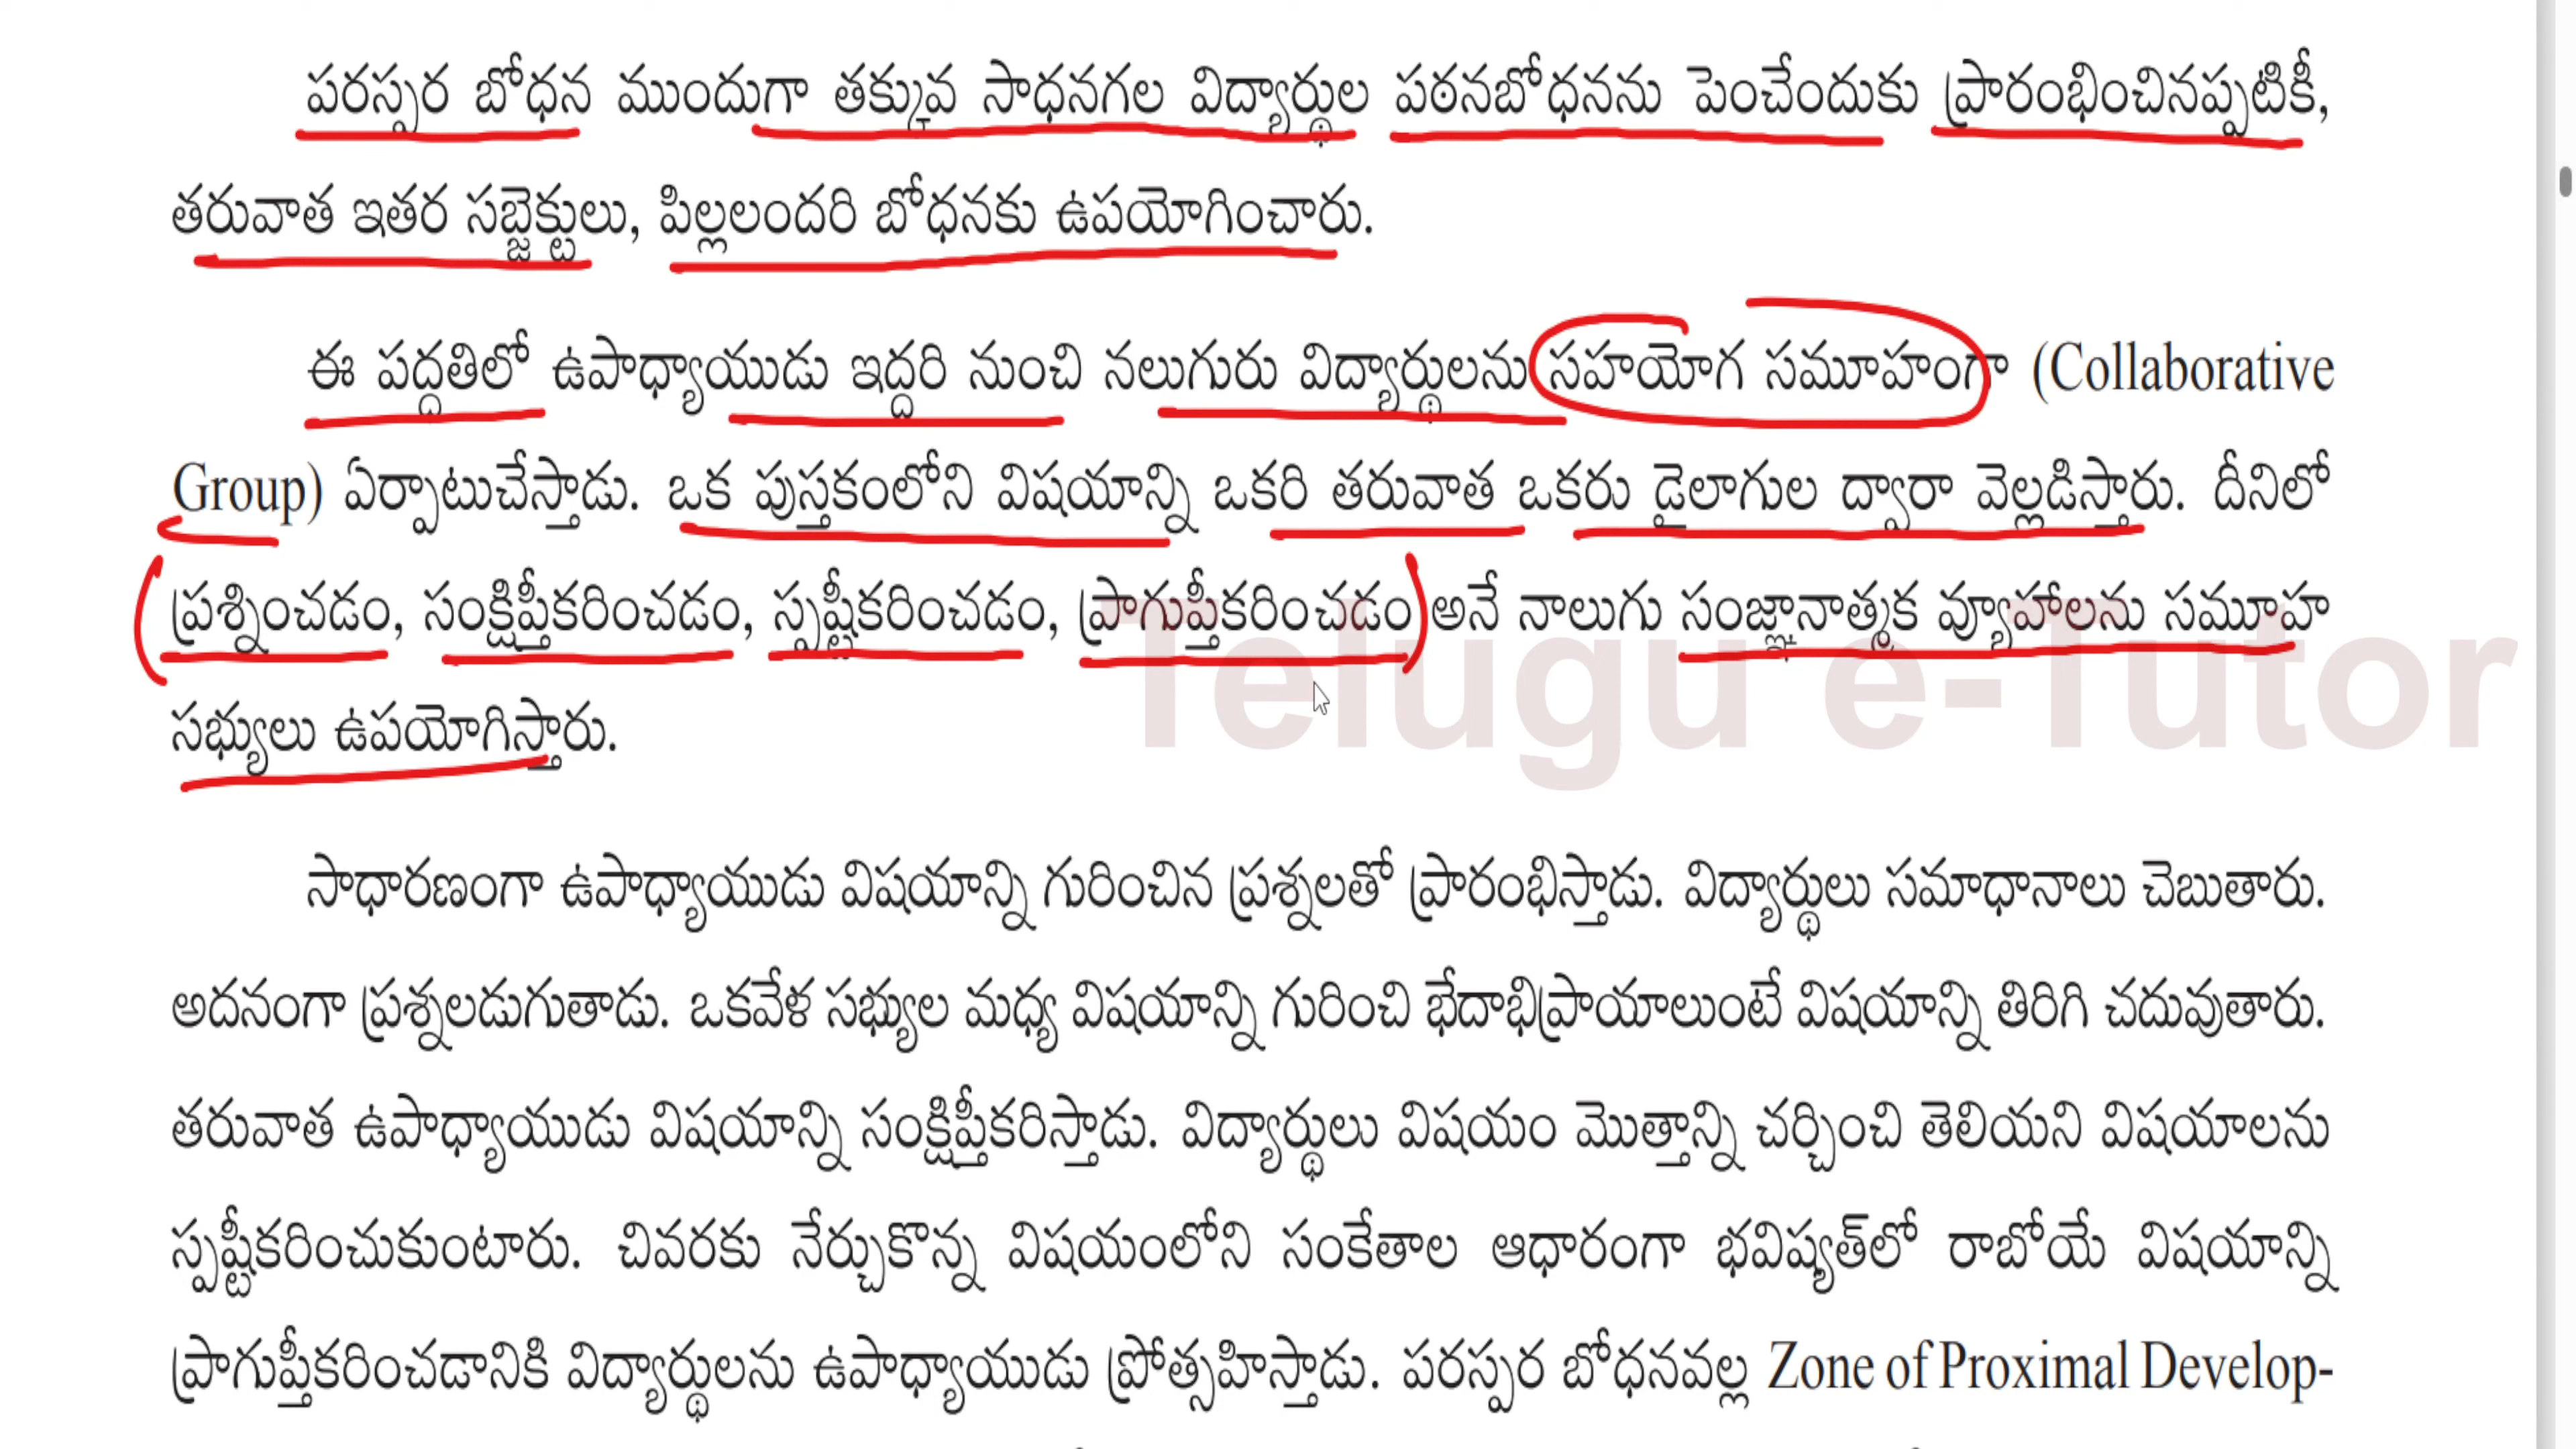 పరస్పర బోధన ముందుగా తక్కువ సాధనగల విద్యార్థుల పఠనబోధనను పెంచేందుకు ప్రారంభించినప్పటికీ,
తరువాత ఇతర సబ్జెక్టులు, పిల్లలందరి బోధనకు ఉపయోగించారు.
ఈ పద్దతిలో ఉపాధ్యాయుడు ఇద్దరి నుంచి నలుగురు విద్యార్థులను సహయోగ సమూహంగా (Collaborative
Group) ఏర్పాటుచేస్తాడు. ఒక పుస్తకంలోని విషయాన్ని ఒకరి తరువాత ఒకరు డైలాగుల ద్వారా వెల్లడిస్తారు. దీనిలో
ప్రశ్నించడం, సంక్షిప్తీకరించడం, స్పష్టీకరించడం, ప్రాగుప్తీకరించడం అనే నాలుగు సంజ్ఞానాత్మక వ్యూహాలను సమూహ
సభ్యులు ఉపయోగిస్తారు.
Telugu e-Tutor
సాధారణంగా ఉపాధ్యాయుడు విషయాన్ని గురించిన ప్రశ్నలతో ప్రారంభిస్తాడు. విద్యార్థులు సమాధానాలు చెబుతారు.
అదనంగా ప్రశ్నలడుగుతాడు. ఒకవేళ సభ్యుల మధ్య విషయాన్ని గురించి భేదాభిప్రాయాలుంటే విషయాన్ని తిరిగి చదువుతారు.
తరువాత ఉపాధ్యాయుడు విషయాన్ని సంక్షిప్తీకరిస్తాడు. విద్యార్థులు విషయం మొత్తాన్ని చర్చించి తెలియని విషయాలను
స్పష్టీకరించుకుంటారు. చివరకు నేర్చుకొన్న విషయంలోని సంకేతాల ఆధారంగా భవిష్యత్‌లో రాబోయే విషయాన్ని
ప్రాగుప్తీకరించడానికి విద్యార్థులను ఉపాధ్యాయుడు ప్రోత్సహిస్తాడు. పరస్పర బోధనవల్ల Zone of Proximal Develop-